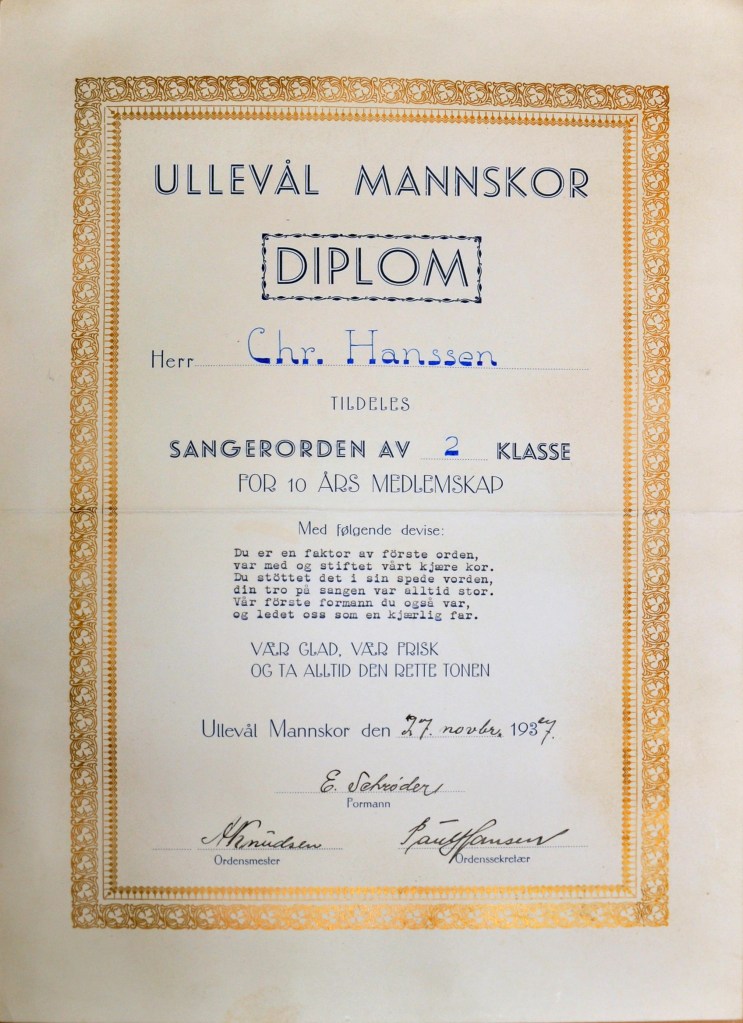 ULLEVÅL MANNSKOR
DIPLOM
Herr Chr. Hanssen
TILDELES
SANGERORDEN AV 2 KLASSE
FOR 10 ÅRS MEDLEMSKAP
Med følgende devise:
Du er en faktor av förste orden,
var med og stiftet vårt kjære kor.
Du stöttet det i sin spede vorden,
din tro på sangen var alltid stor.
Vår förste formann du også var,
og ledet oss som en kjærlig far.
VÆR GLAD, VÆR FRISK
OG TA ALLTID DEN RETTE TONEN
Ullevål Mannskor den 27. novbr. 1937.
E. Schrøder
Formann
A Knudsen Paul Hansen
Ordensmester Ordenssekretær